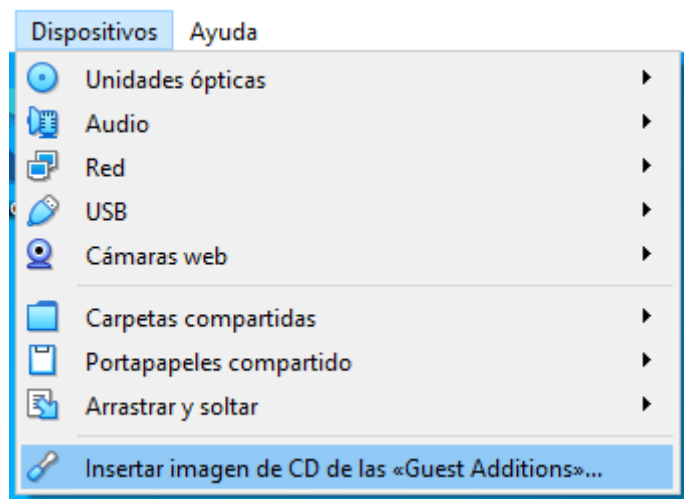 Dispositivos Ayuda
Unidades ópticas
Audio
Red
USB
Cámaras web
Carpetas compartidas
Portapapeles compartido
Arrastrar y soltar
Insertar imagen de CD de las «Guest Additions»...